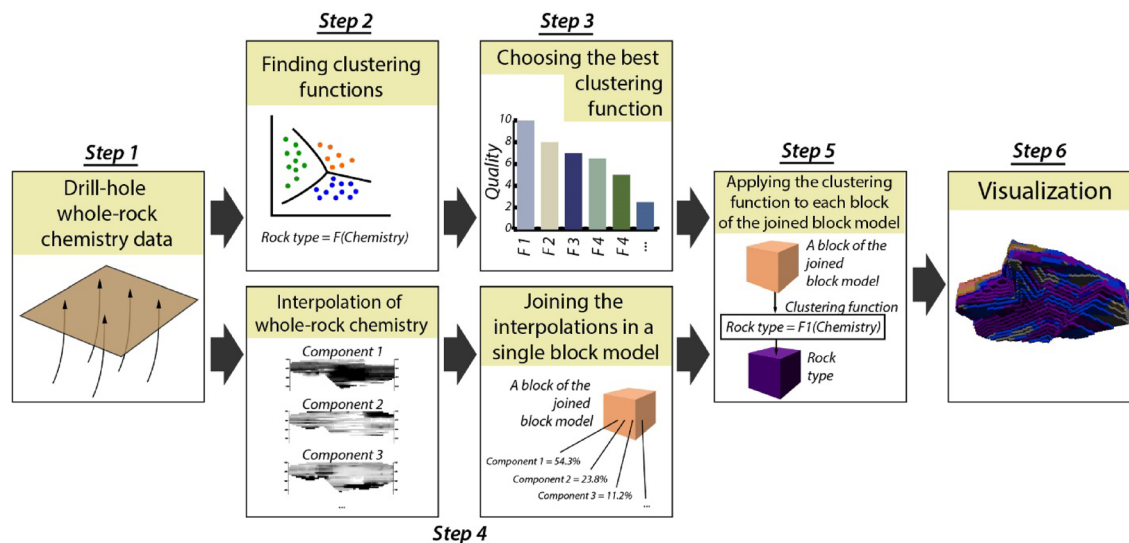 Step 1
Drill-hole
whole-rock
chemistry data
Step 2
Finding clustering
functions
Rock type = F(Chemistry)
Step 3
Choosing the best
clustering
function
Quality
10
8
6
4
2
0
F1
F2
F3
F4
F4
...
Interpolation of
whole-rock chemistry
Component 1
Component 2
Component 3
...
Joining the
interpolations in a
single block model
A block of the
joined
block model
Component 1 = 54.3%
Component 2 = 23.8%
Component 3 = 11.2%
...
Step 4
Step 5
Applying the clustering
function to each block
of the joined block model
A block of the
joined
block model
Clustering function
Rock type = F1(Chemistry)
Rock
type
Step 6
Visualization